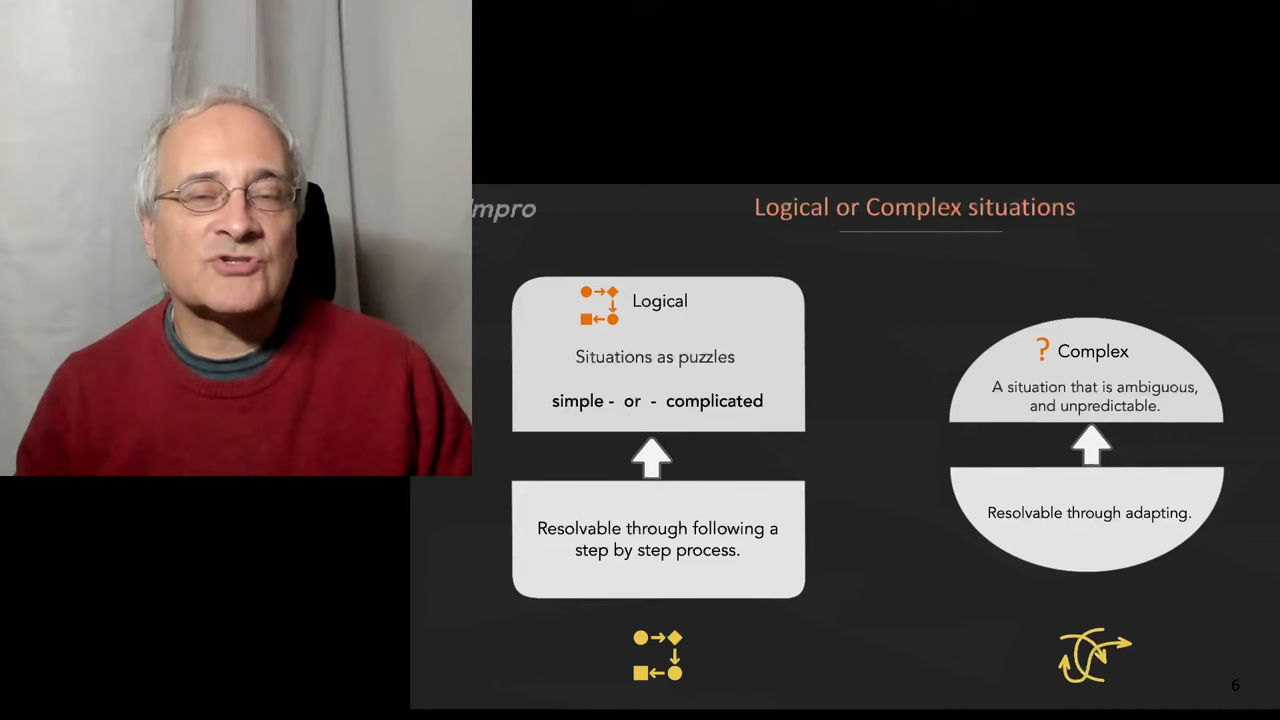 Impro
Logical or Complex situations
Logical
Situations as puzzles
simple - or - complicated
Resolvable through following a
step by step process.
? Complex
A situation that is ambiguous,
and unpredictable.
Resolvable through adapting.
6